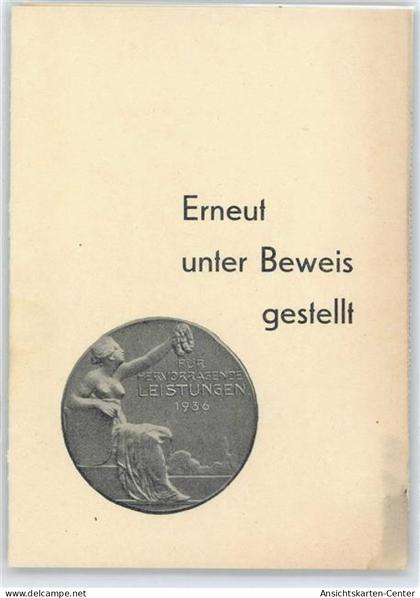 Erneut
unter Beweis
gestellt
FÜR
HERVORRAGENDE
LEISTUNGEN
1936
www.delcampe.net
Ansichtskarten-Center